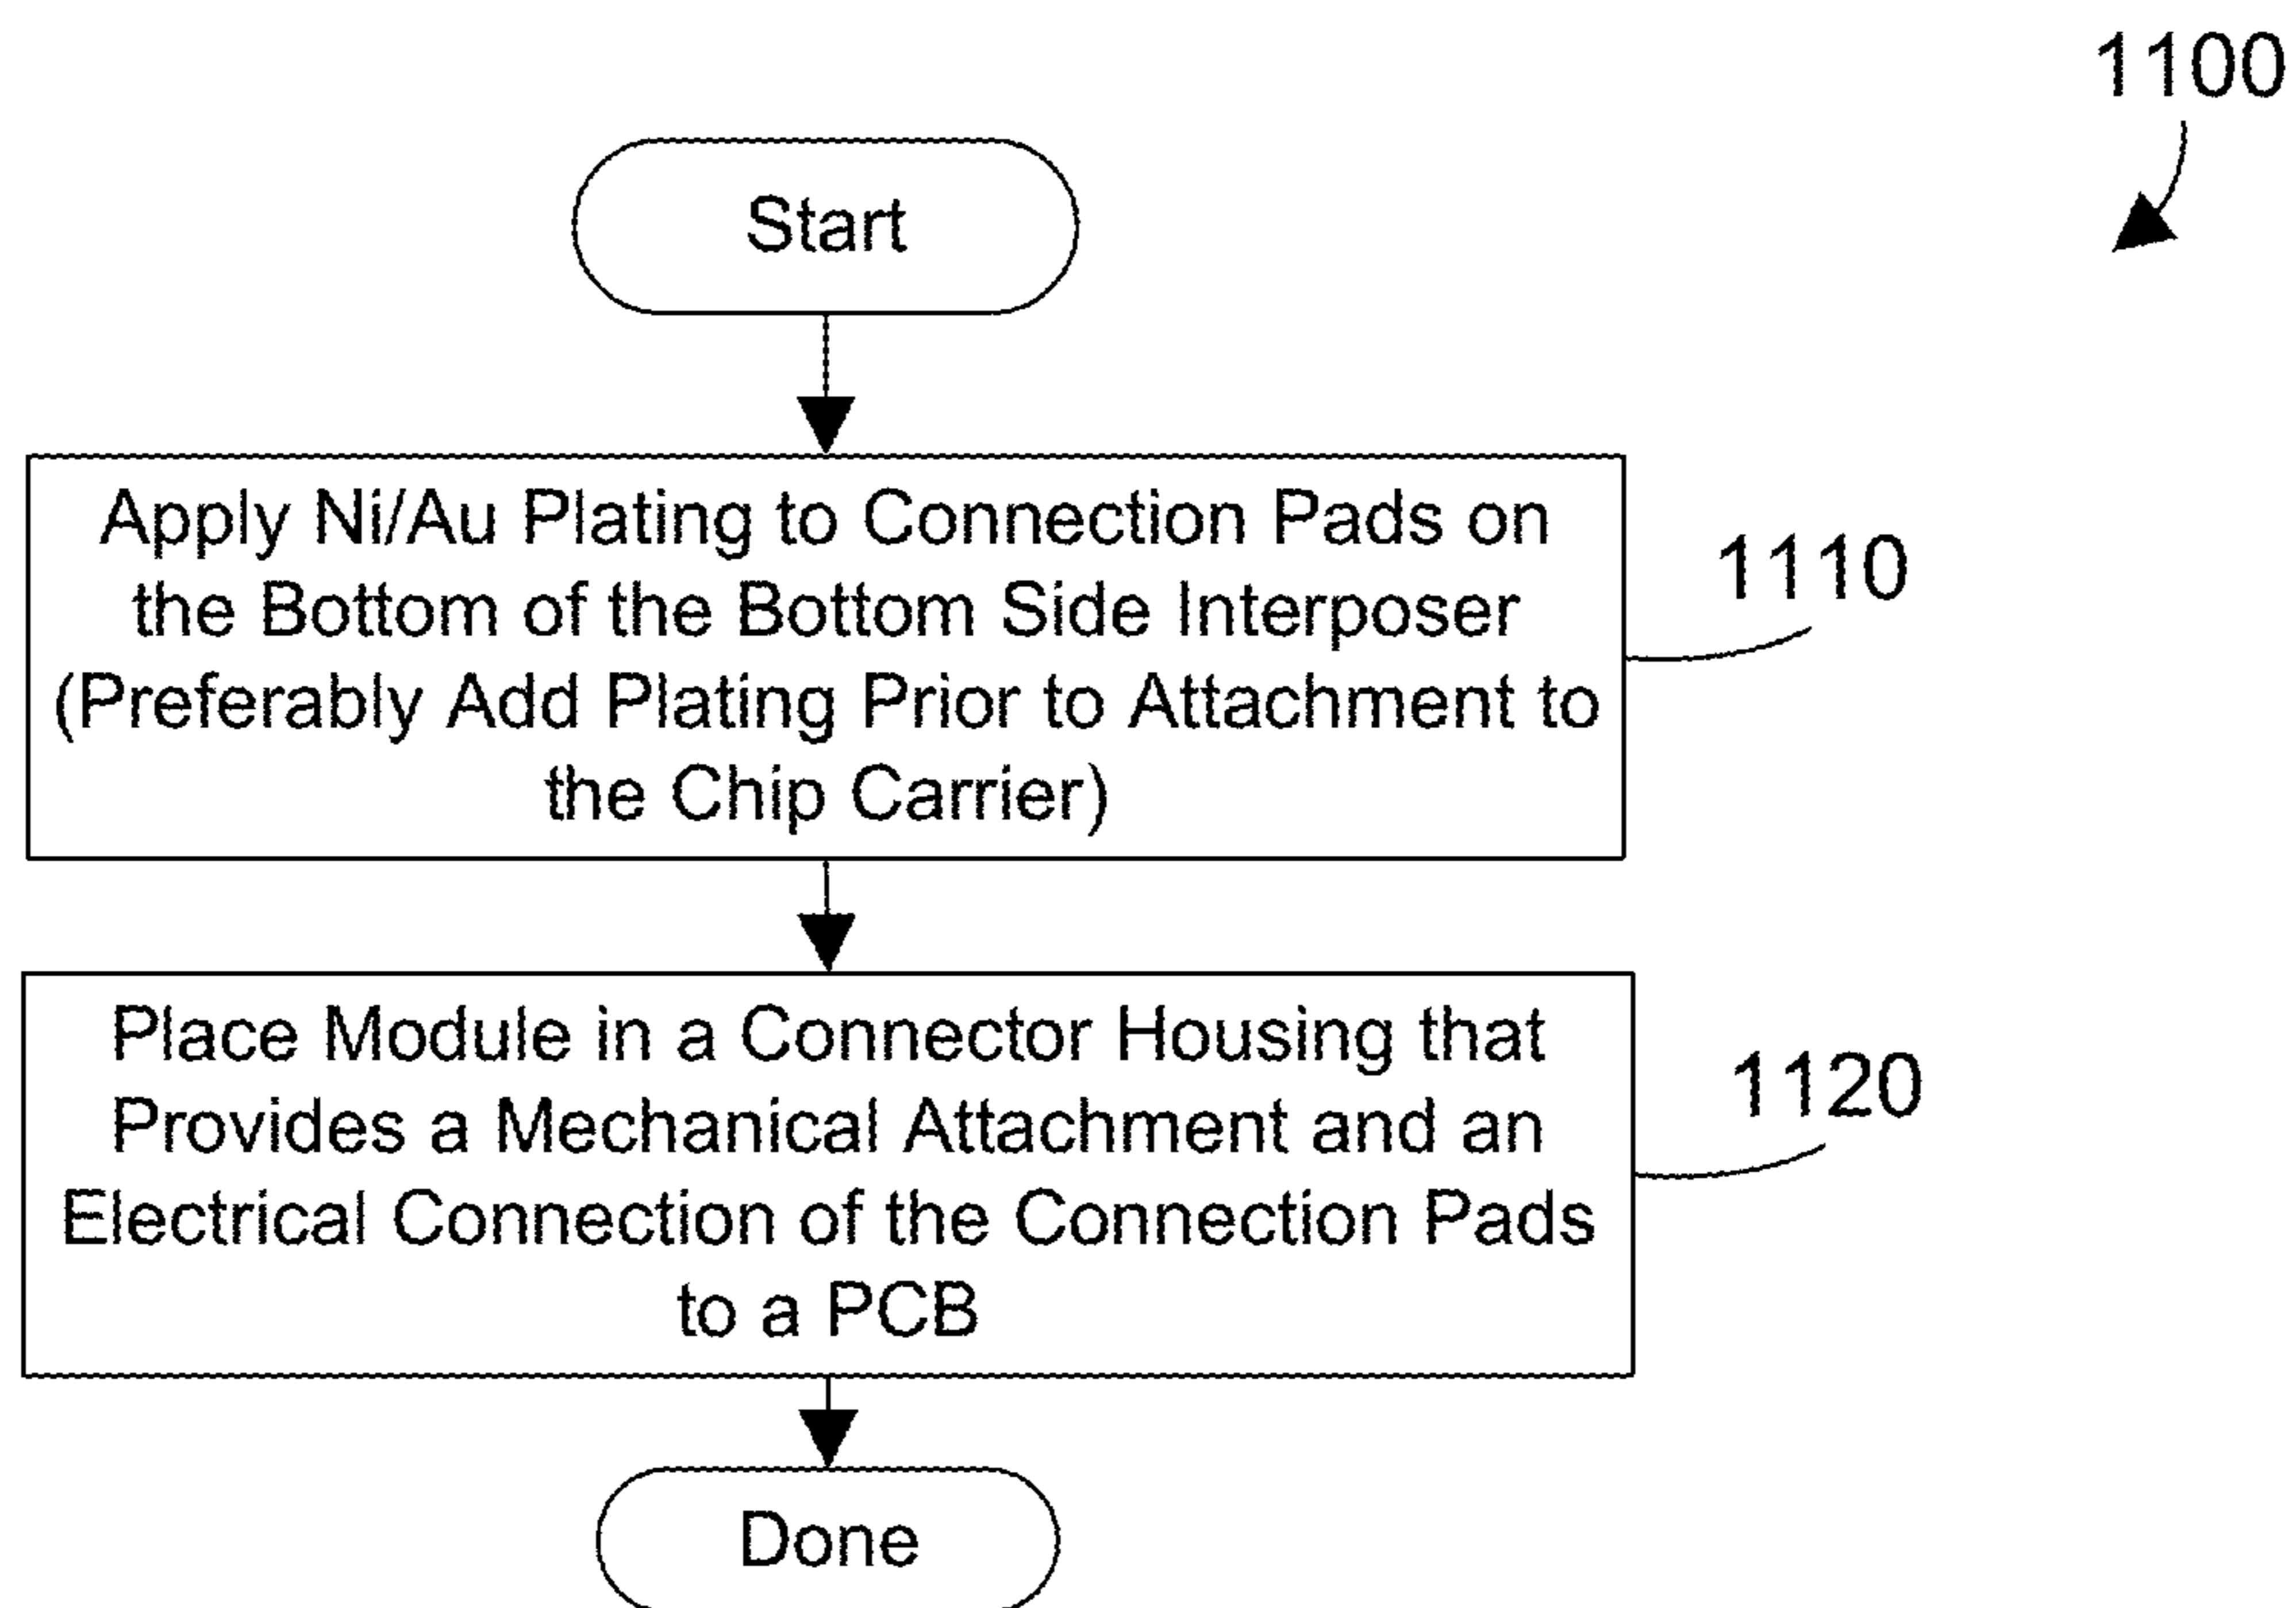 1100
Start
Apply Ni/Au Plating to Connection Pads on
the Bottom of the Bottom Side Interposer
(Preferably Add Plating Prior to Attachment to
the Chip Carrier)
1110
Place Module in a Connector Housing that
Provides a Mechanical Attachment and an
Electrical Connection of the Connection Pads
to a PCB
1120
Done